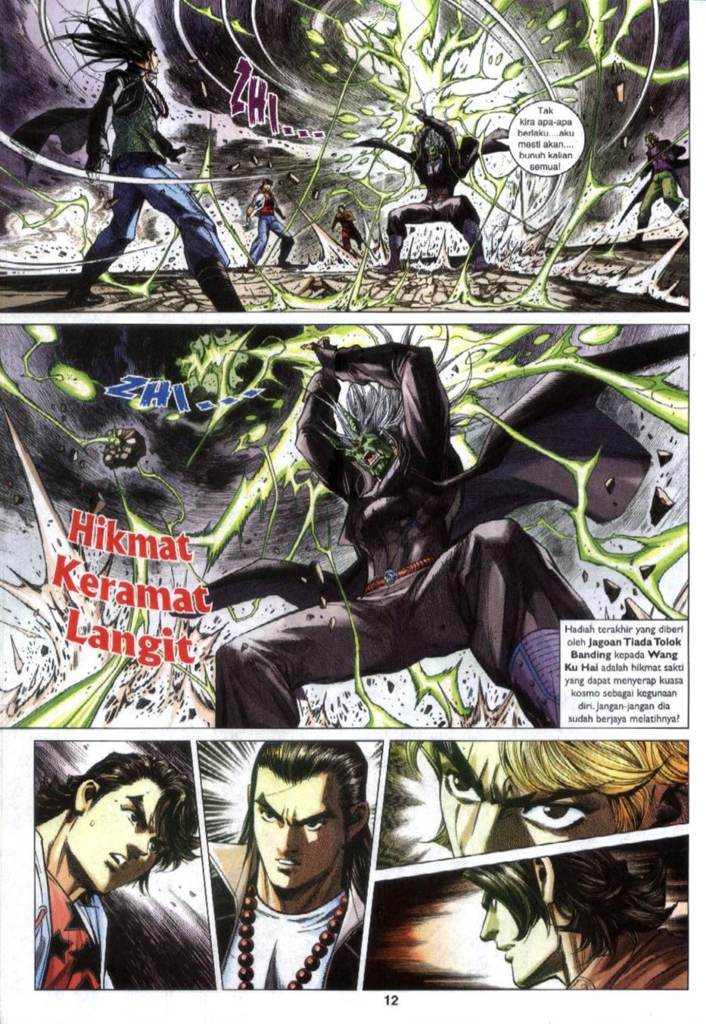 ZHI...
Tak
kira apa-apa
berlaku....aku
mesti akan....
bunuh kalian
semua!
ZHI...
Hikmat
Keramat
Langit
Hadiah terakhir yang diberi
oleh Jagoan Tiada Tolok
Banding kepada Wang
Ku Hai adalah hikmat sakti
yang dapat menyerap kuasa
kosmo sebagai kegunaan
diri. Jangan-jangan dia
sudah berjaya melatihnya?
12